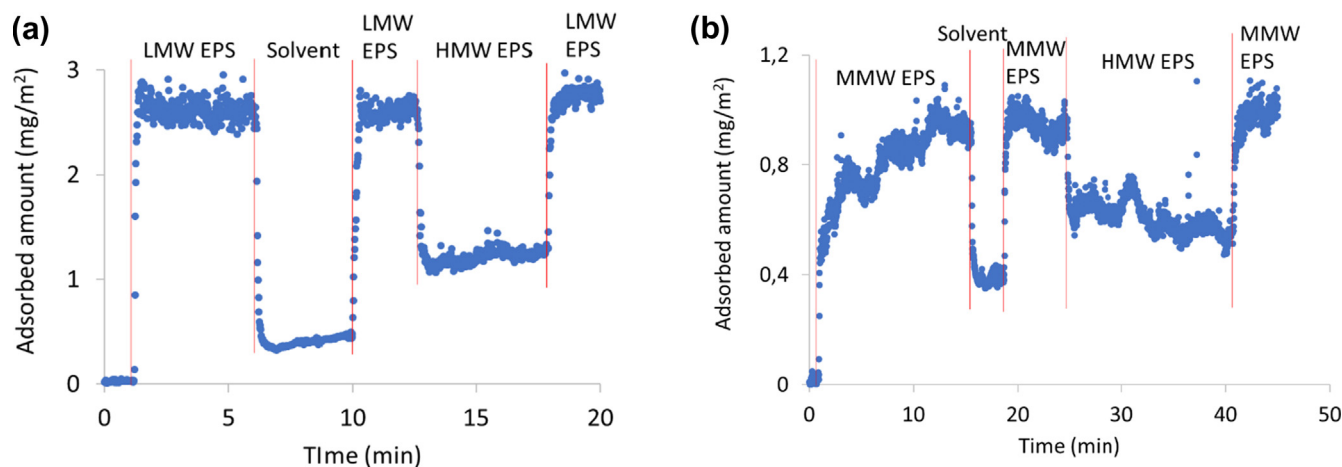 (a)
LMW EPS
Solvent
LMW
EPS
HMW EPS
LMW
EPS
Adsorbed amount (mg/m²)
3
2
1
0
0
5
10
15
20
TIme (min)
(b)
Solvent
MMW EPS
MMW
EPS
HMW EPS
MMW
EPS
Adsorbed amount (mg/m²)
1,2
0,8
0,4
0
0
10
20
30
40
50
Time (min)